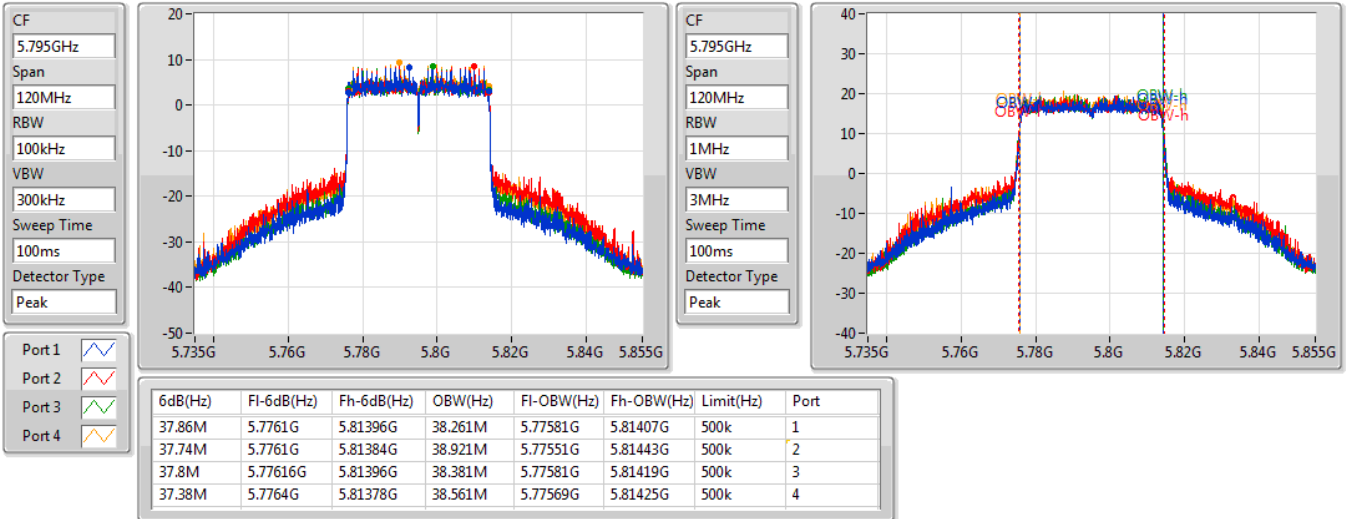 CF
5.795GHz
Span
120MHz
RBW
100kHz
VBW
300kHz
Sweep Time
100ms
Detector Type
Peak
20
10
0
-10
-20
-30
-40
-50
5.735G 5.76G 5.78G 5.8G 5.82G 5.84G 5.855G
CF
5.795GHz
Span
120MHz
RBW
1MHz
VBW
3MHz
Sweep Time
100ms
Detector Type
Peak
40
30
20
10
0
-10
-20
-30
-40
OBW-h
OBW-h
5.735G 5.76G 5.78G 5.8G 5.82G 5.84G 5.855G
Port 1
Port 2
Port 3
Port 4
6dB(Hz) Fl-6dB(Hz) Fh-6dB(Hz) OBW(Hz) Fl-OBW(Hz) Fh-OBW(Hz) Limit(Hz) Port
37.86M 5.7761G 5.81396G 38.261M 5.77581G 5.81407G 500k 1
37.74M 5.7761G 5.81384G 38.921M 5.77551G 5.81443G 500k 2
37.8M 5.77616G 5.81396G 38.381M 5.77581G 5.81419G 500k 3
37.38M 5.7764G 5.81378G 38.561M 5.77569G 5.81425G 500k 4